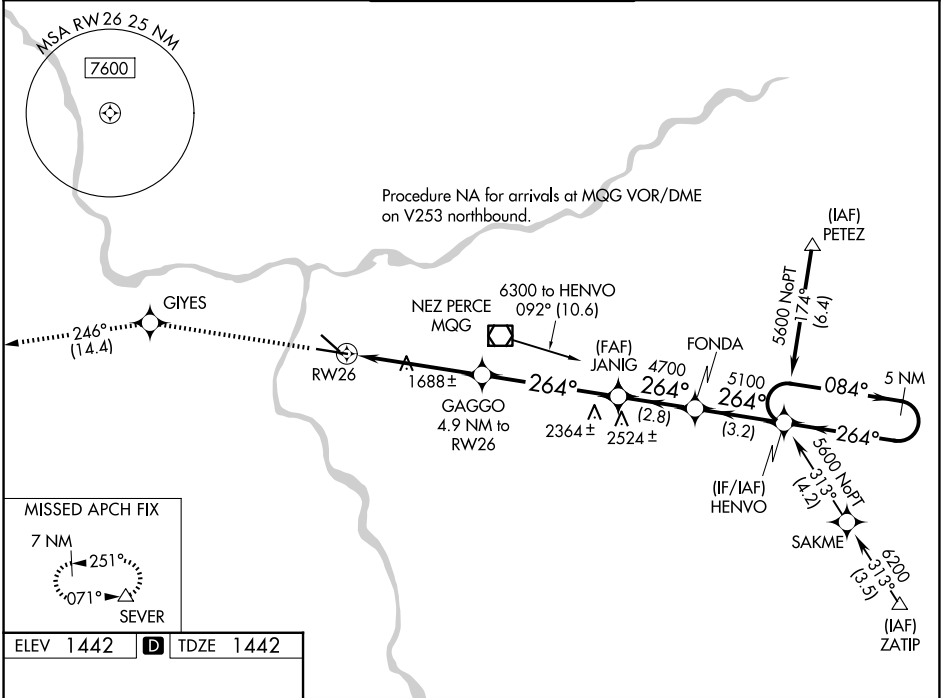 MSA RW26 25 NM
7600
Procedure NA for arrivals at MQG VOR/DME
on V253 northbound.
(IAF)
PETEZ
5600 NoPT
174°
(6.4)
GIYES
246°
(14.4)
RW26
1688±
NEZ PERCE
MQG
6300 to HENVO
092° (10.6)
GAGGO
4.9 NM to
RW26
264°
(FAF)
JANIG
2364±
2524±
4700
264°
(2.8)
FONDA
5100
264°
(3.2)
084°
5 NM
264°
(IF/IAF)
HENVO
5600 NoPT
313°
(4.2)
SAKME
6200
313°
(3.5)
(IAF)
ZATIP
MISSED APCH FIX
7 NM
251°
071°
SEVER
ELEV 1442 D TDZE 1442